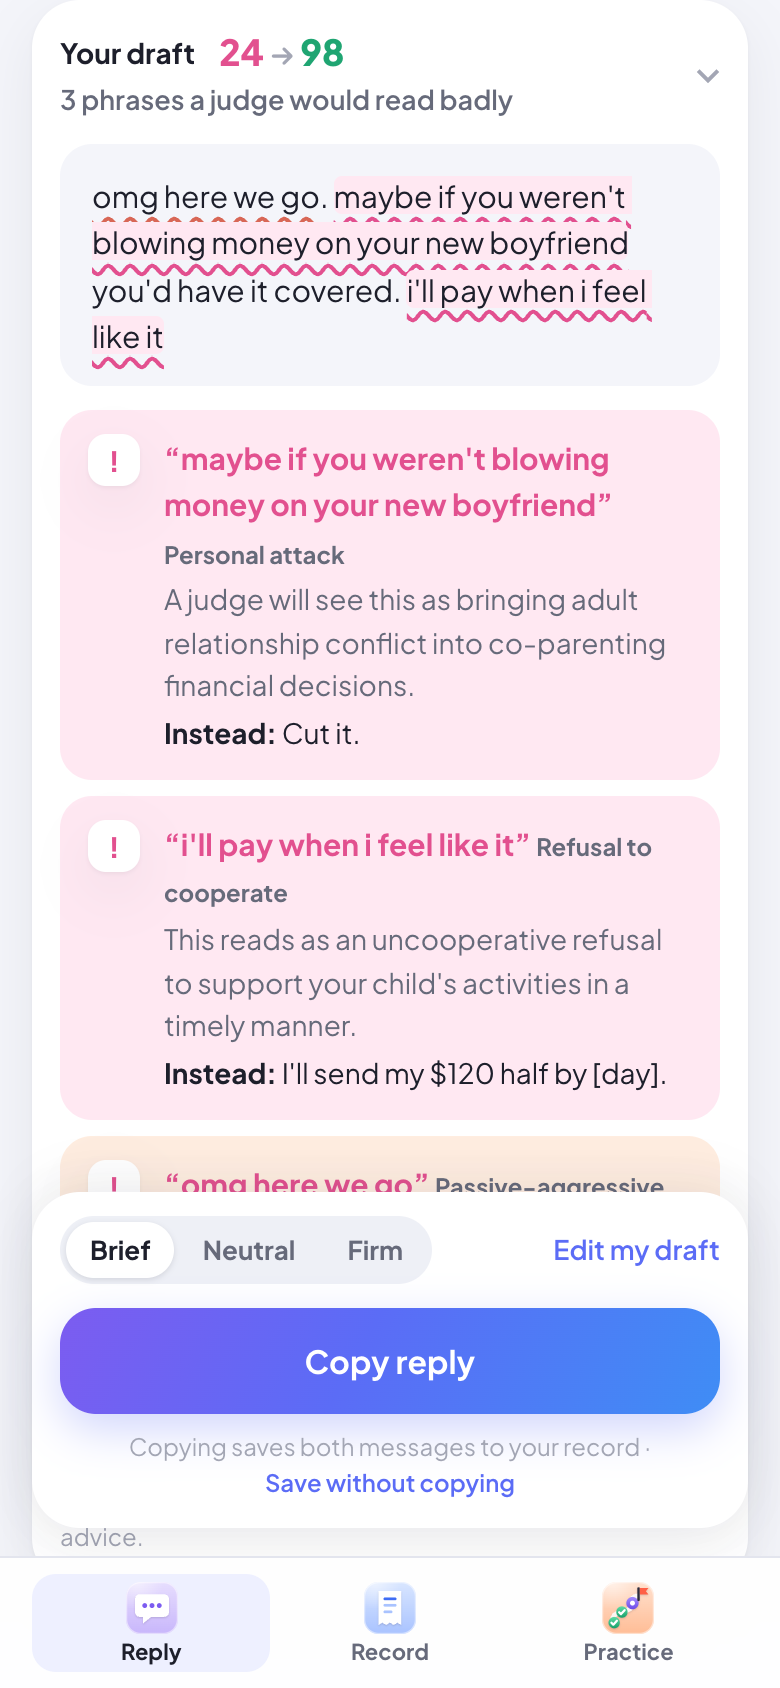 Your draft 24 → 98
3 phrases a judge would read badly
omg here we go. maybe if you weren't
blowing money on your new boyfriend
you'd have it covered. i'll pay when i feel
like it
! “maybe if you weren't blowing
money on your new boyfriend”
Personal attack
A judge will see this as bringing adult
relationship conflict into co-parenting
financial decisions.
Instead: Cut it.
! “i'll pay when i feel like it” Refusal to
cooperate
This reads as an uncooperative refusal
to support your child's activities in a
timely manner.
Instead: I'll send my $120 half by [day].
! “omg here we go” Passive-aggressive
Brief Neutral Firm Edit my draft
Copy reply
Copying saves both messages to your record ·
Save without copying
advice.
Reply Record Practice